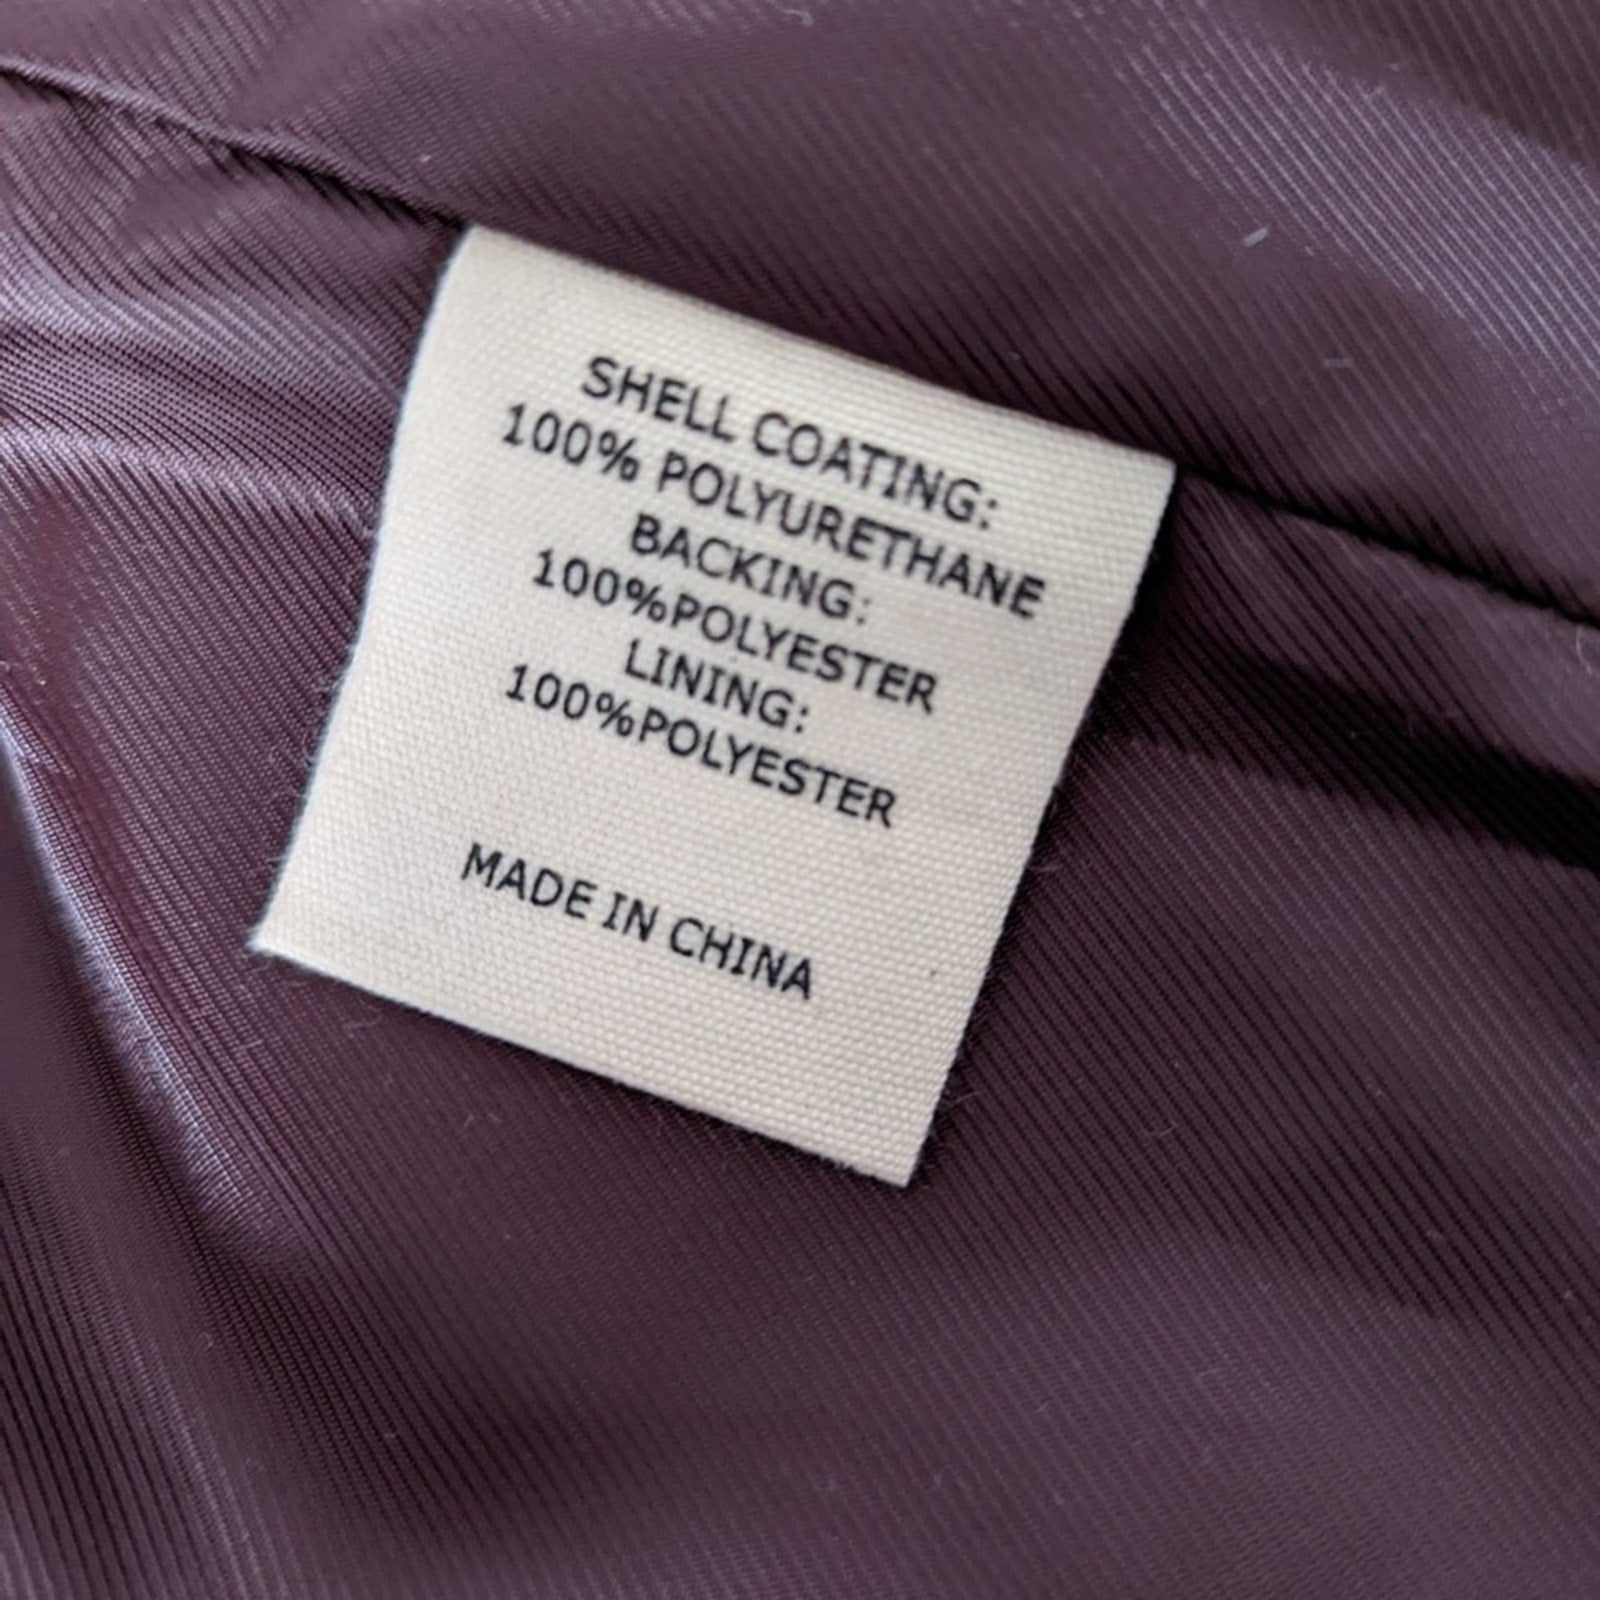 SHELL COATING:
100% POLYURETHANE
BACKING:
100%POLYESTER
LINING:
100%POLYESTER
MADE IN CHINA